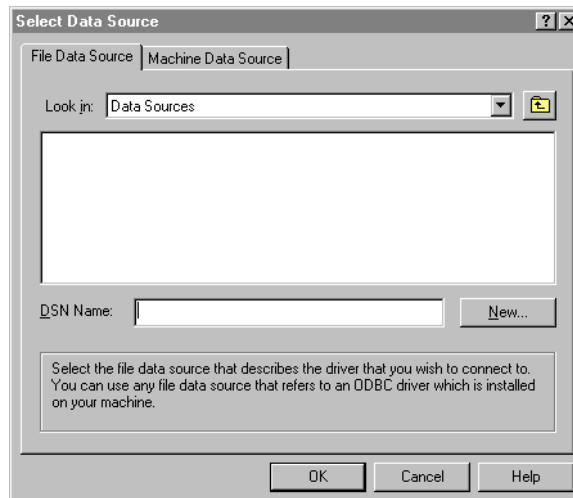 Select Data Source
File Data Source Machine Data Source
Look in: Data Sources
DSN Name: New...
Select the file data source that describes the driver that you wish to connect to.
You can use any file data source that refers to an ODBC driver which is installed
on your machine.
OK Cancel Help